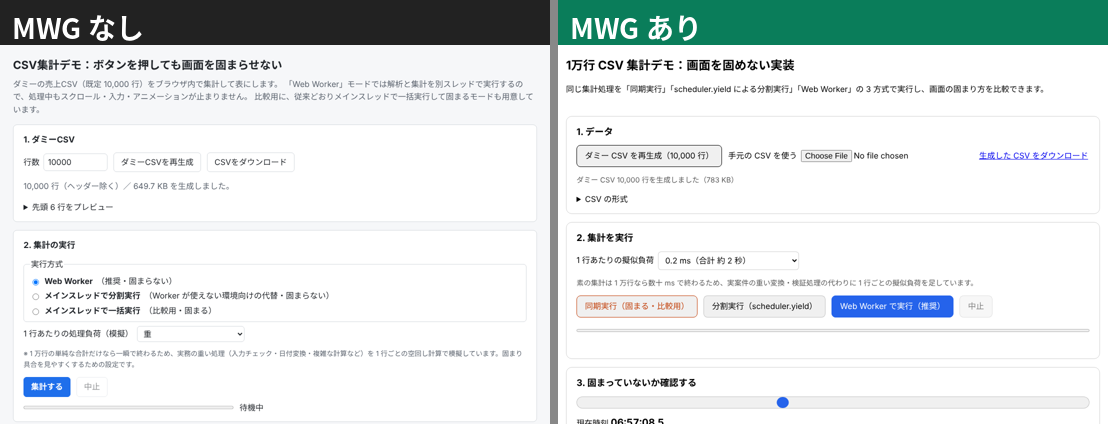 MWG なし
CSV集計デモ：ボタンを押しても画面を固まらせない
ダミーの売上CSV（既定 10,000 行）をブラウザ内で集計して表にします。 「Web Worker」モードでは解析と集計を別スレッドで実行するの
で、処理中もスクロール・入力・アニメーションが止まりません。 比較用に、従来どおりメインスレッドで一括実行して固まるモードも用意して
います。
1. ダミーCSV
行数 10000 ダミーCSVを再生成 CSVをダウンロード
10,000 行（ヘッダー除く）／ 649.7 KB を生成しました。
▶ 先頭 6 行をプレビュー
2. 集計の実行
実行方式
Web Worker （推奨・固まらない）
メインスレッドで分割実行 （Worker が使えない環境向けの代替・固まらない）
メインスレッドで一括実行 （比較用・固まる）
1 行あたりの処理負荷（模擬） 重
※ 1 万行の単純な合計だけなら一瞬で終わるため、実務の重い処理（入力チェック・日付変換・複雑な計算など）を 1 行ごとの空回し計算で模擬しています。固まり
具合を見やすくするための設定です。
集計する 中止
待機中
MWG あり
1万行 CSV 集計デモ：画面を固めない実装
同じ集計処理を「同期実行」「scheduler.yield による分割実行」「Web Worker」の 3 方式で実行し、画面の固まり方を比較できます。
1. データ
ダミー CSV を再生成（10,000 行） 手元の CSV を使う Choose File No file chosen 生成した CSV をダウンロード
ダミー CSV 10,000 行を生成しました（783 KB）
▶ CSV の形式
2. 集計を実行
1 行あたりの擬似負荷 0.2 ms（合計 約 2 秒）
素の集計は 1 万行なら数十 ms で終わるため、実案件の重い変換・検証処理の代わりに 1 行ごとの擬似負荷を足しています。
同期実行（固まる・比較用） 分割実行（scheduler.yield） Web Worker で実行（推奨） 中止
3. 固まっていないか確認する
現在時刻 06:57:08.5